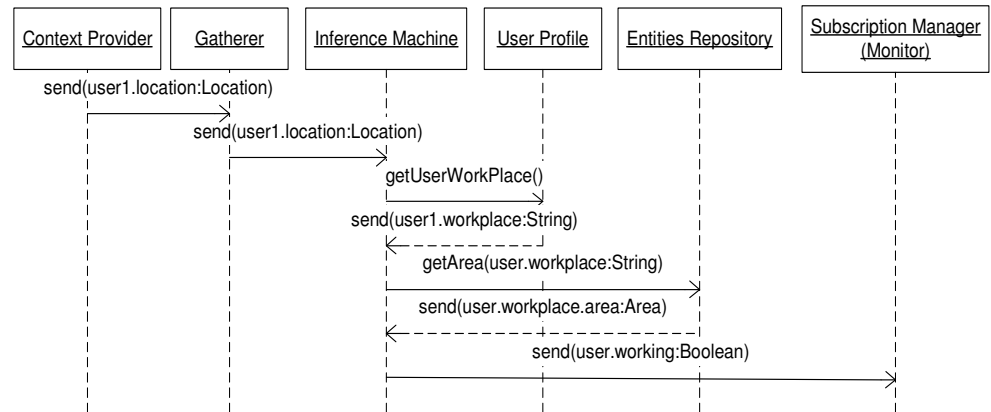 Context Provider
Gatherer
Inference Machine
User Profile
Entities Repository
Subscription Manager
(Monitor)
send(user1.location:Location)
send(user1.location:Location)
getUserWorkPlace()
send(user1.workplace:String)
getArea(user.workplace:String)
send(user.workplace.area:Area)
send(user.working:Boolean)